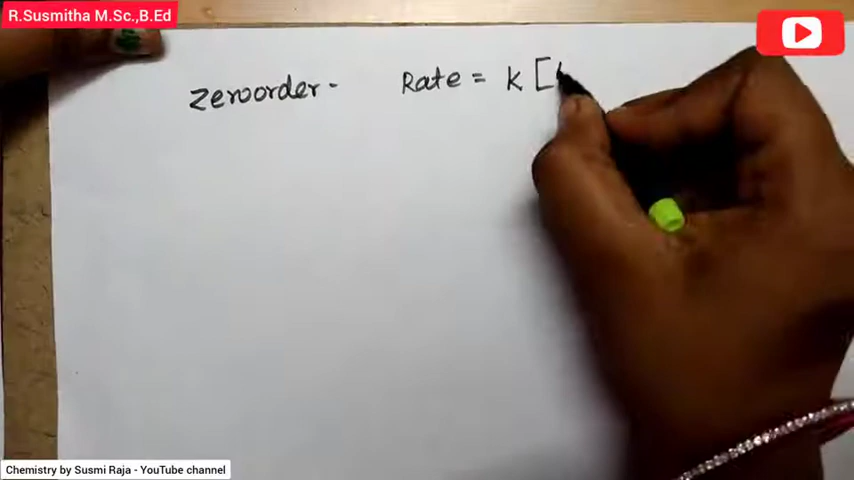 R.Susmitha M.Sc.,B.Ed
zeroorder - Rate = K [
Chemistry by Susmi Raja - YouTube channel